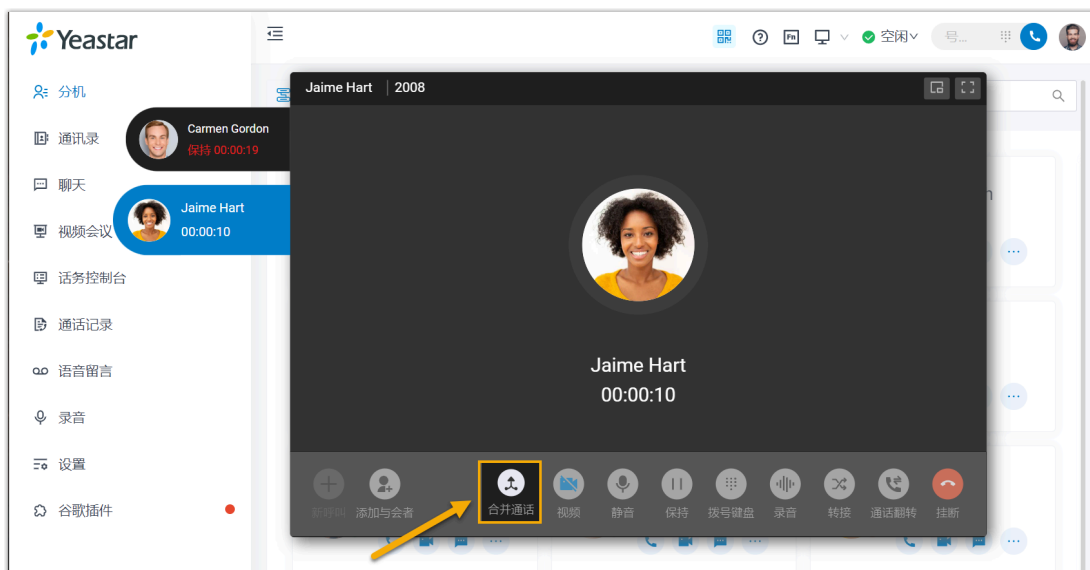 Yeastar
Fn
空闲
号...
分机
通讯录
聊天
视频会议
话务控制台
通话记录
语音留言
录音
设置
谷歌插件
Carmen Gordon
保持 00:00:19
Jaime Hart
00:00:10
Jaime Hart 2008
Jaime Hart
00:00:10
新呼叫
添加与会者
合并通话
视频
静音
保持
拨号键盘
录音
转接
通话翻转
挂断